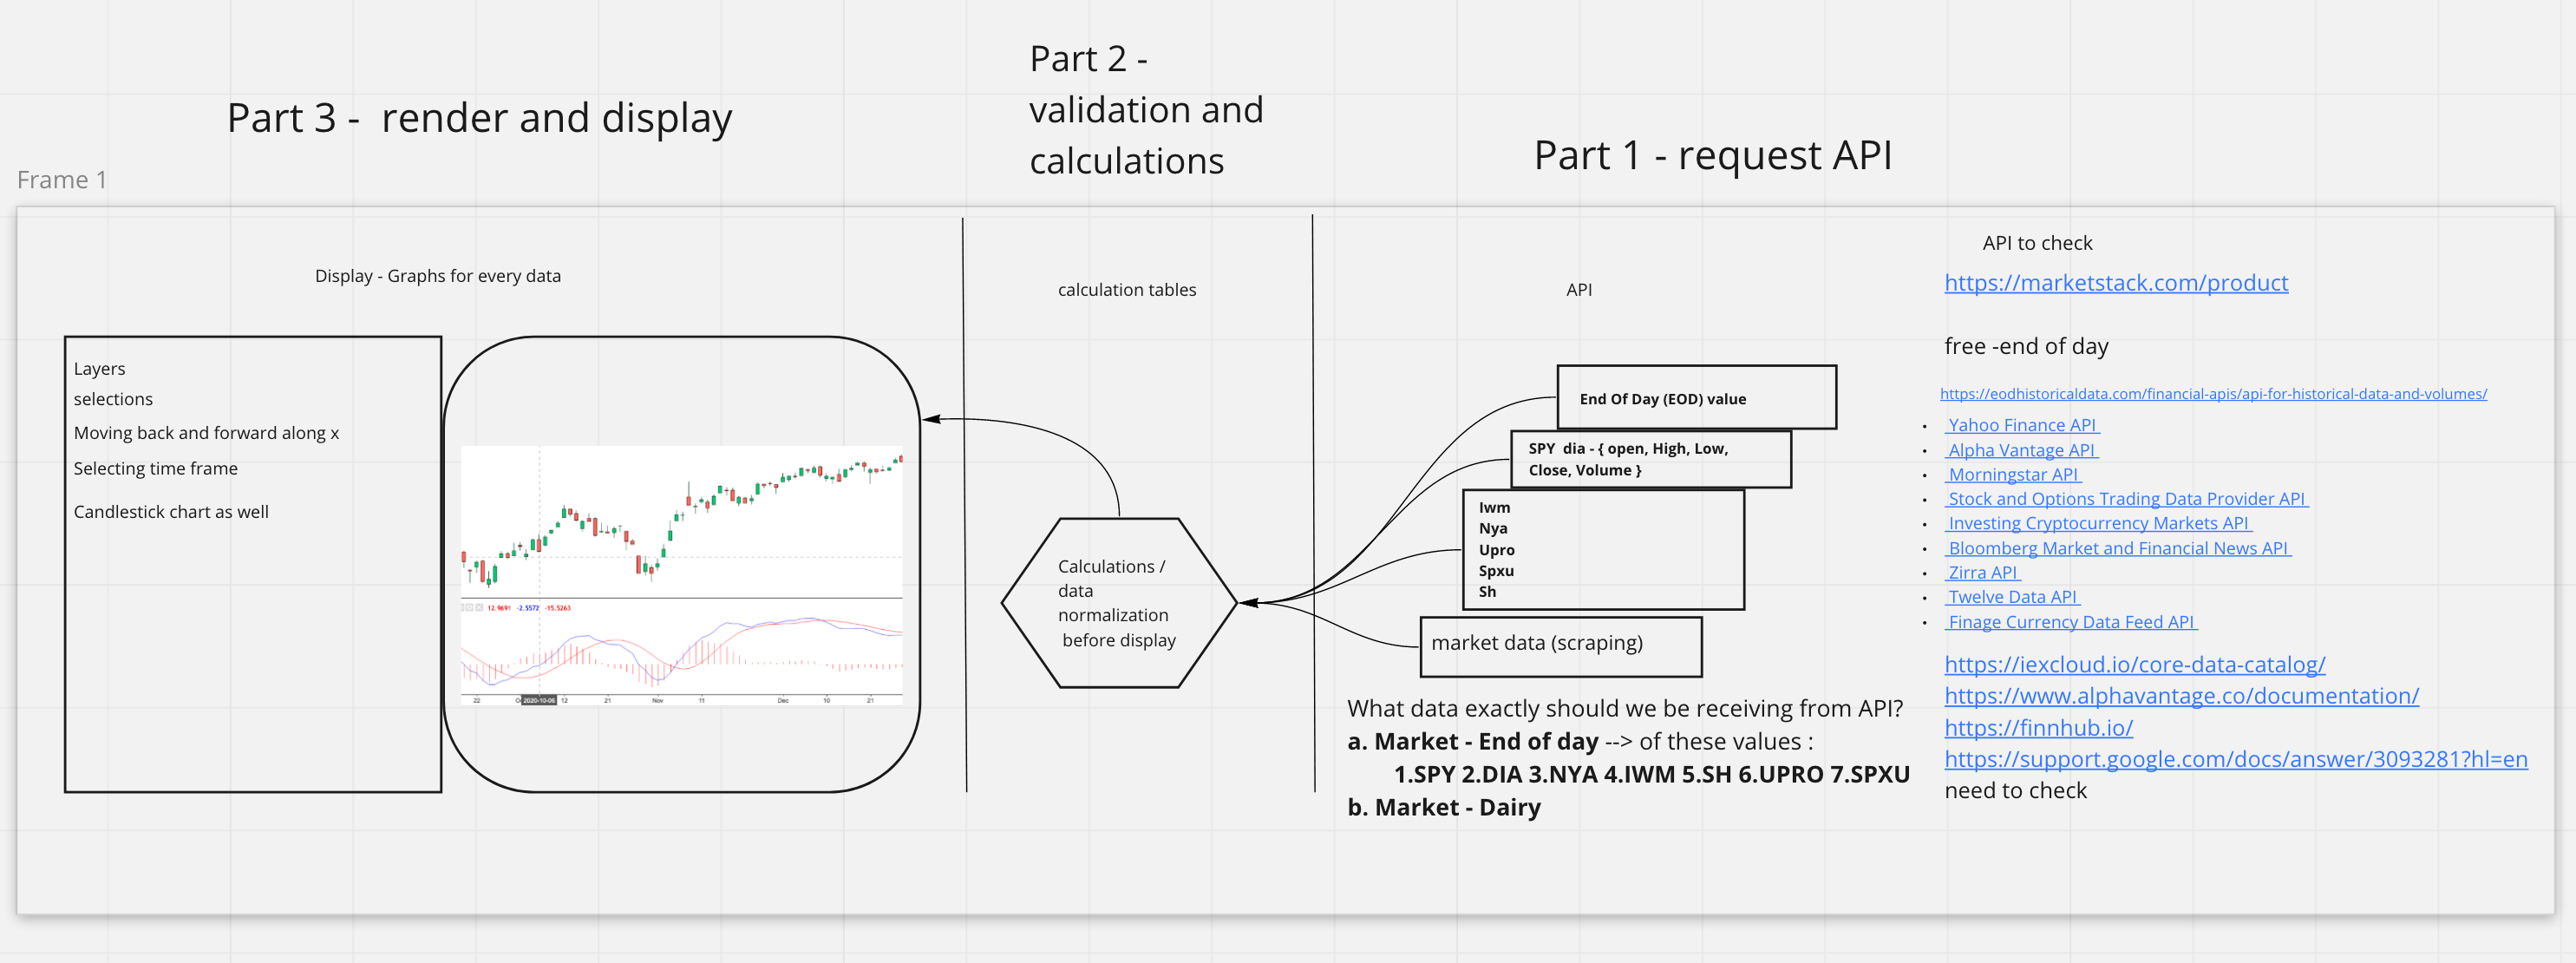 Part 3 -  render and display
Part 2 -
validation and
calculations
Part 1 - request API
Frame 1
Display - Graphs for every data
Layers
selections
Moving back and forward along x
Selecting time frame
Candlestick chart as well
12.9691 -2.5572 -15.5263
22
2020-10-08
12
21
Nov
11
Dec
10
21
calculation tables
Calculations /
data
normalization
before display
API
End Of Day (EOD) value
SPY  dia - { open, High, Low,
Close, Volume }
Iwm
Nya
Upro
Spxu
Sh
market data (scraping)
What data exactly should we be receiving from API?
a. Market - End of day --> of these values :
1.SPY 2.DIA 3.NYA 4.IWM 5.SH 6.UPRO 7.SPXU
b. Market - Dairy
API to check
https://marketstack.com/product
free -end of day
https://eodhistoricaldata.com/financial-apis/api-for-historical-data-and-volumes/
• Yahoo Finance API
• Alpha Vantage API
• Morningstar API
• Stock and Options Trading Data Provider API
• Investing Cryptocurrency Markets API
• Bloomberg Market and Financial News API
• Zirra API
• Twelve Data API
• Finage Currency Data Feed API
https://iexcloud.io/core-data-catalog/
https://www.alphavantage.co/documentation/
https://finnhub.io/
https://support.google.com/docs/answer/3093281?hl=en
need to check